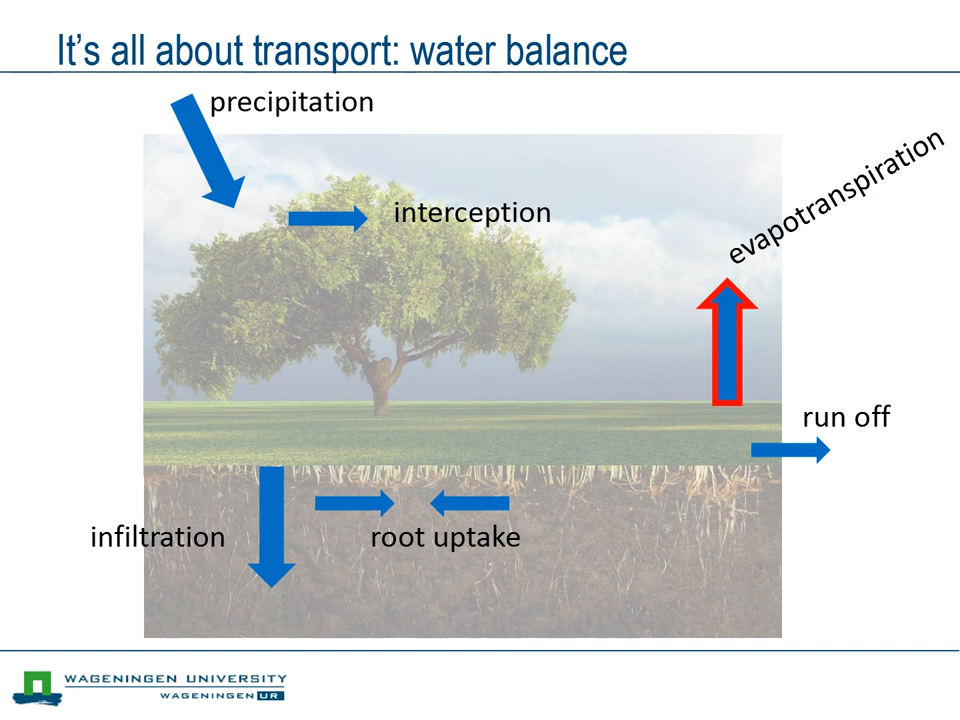 It's all about transport: water balance
precipitation
interception
evapotranspiration
run off
infiltration
root uptake
WAGENINGEN UNIVERSITY
WAGENINGEN UR